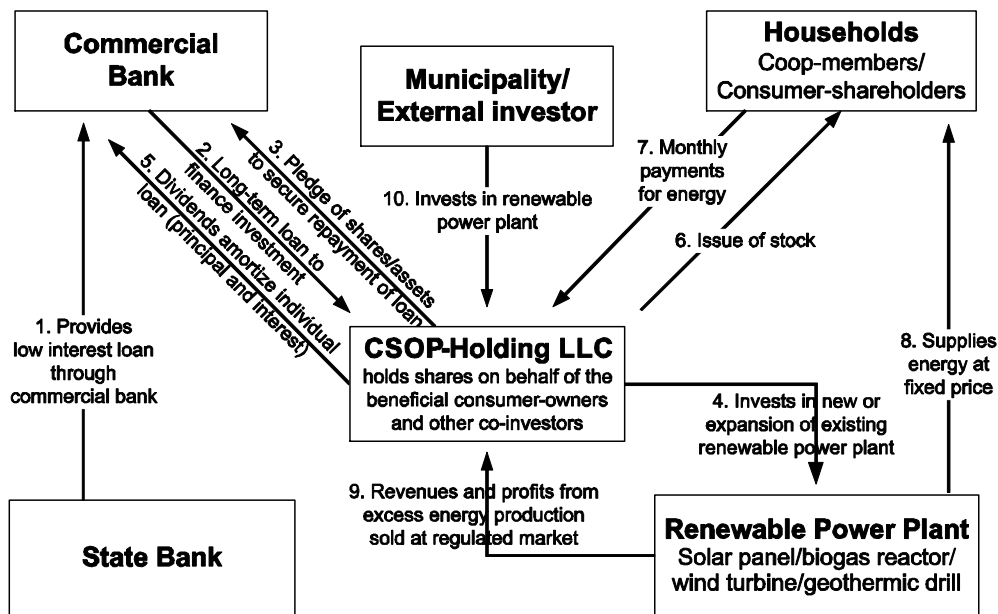 Commercial
Bank
Municipality/
External investor
Households
Coop-members/
Consumer-shareholders
2. Long-term loan to
finance investment
3. Pledge of shares/assets
to secure repayment of loan
5. Dividends amortize individual
loan (principal and interest)
7. Monthly
payments
for energy
10. Invests in renewable
power plant
6. Issue of stock
1. Provides
low interest loan
through
commercial bank
CSOP-Holding LLC
holds shares on behalf of the
beneficial consumer-owners
and other co-investors
8. Supplies
energy at
fixed price
4. Invests in new or
expansion of existing
renewable power plant
9. Revenues and profits from
excess energy production
sold at regulated market
State Bank
Renewable Power Plant
Solar panel/biogas reactor/
wind turbine/geothermic drill